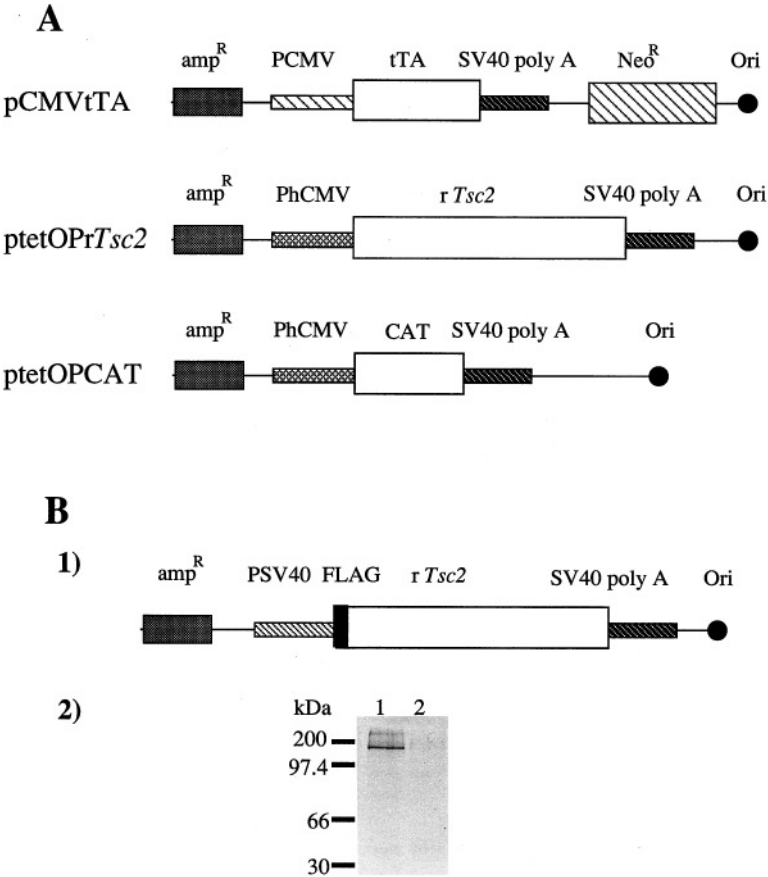 A
amp^R PCMV tTA SV40 poly A Neo^R Ori
pCMVtTA
amp^R PhCMV r Tsc2 SV40 poly A Ori
ptetOPrTsc2
amp^R PhCMV CAT SV40 poly A Ori
ptetOPCAT
B
1)
amp^R PSV40 FLAG r Tsc2 SV40 poly A Ori
2)
kDa 1 2
200
97.4
66
30